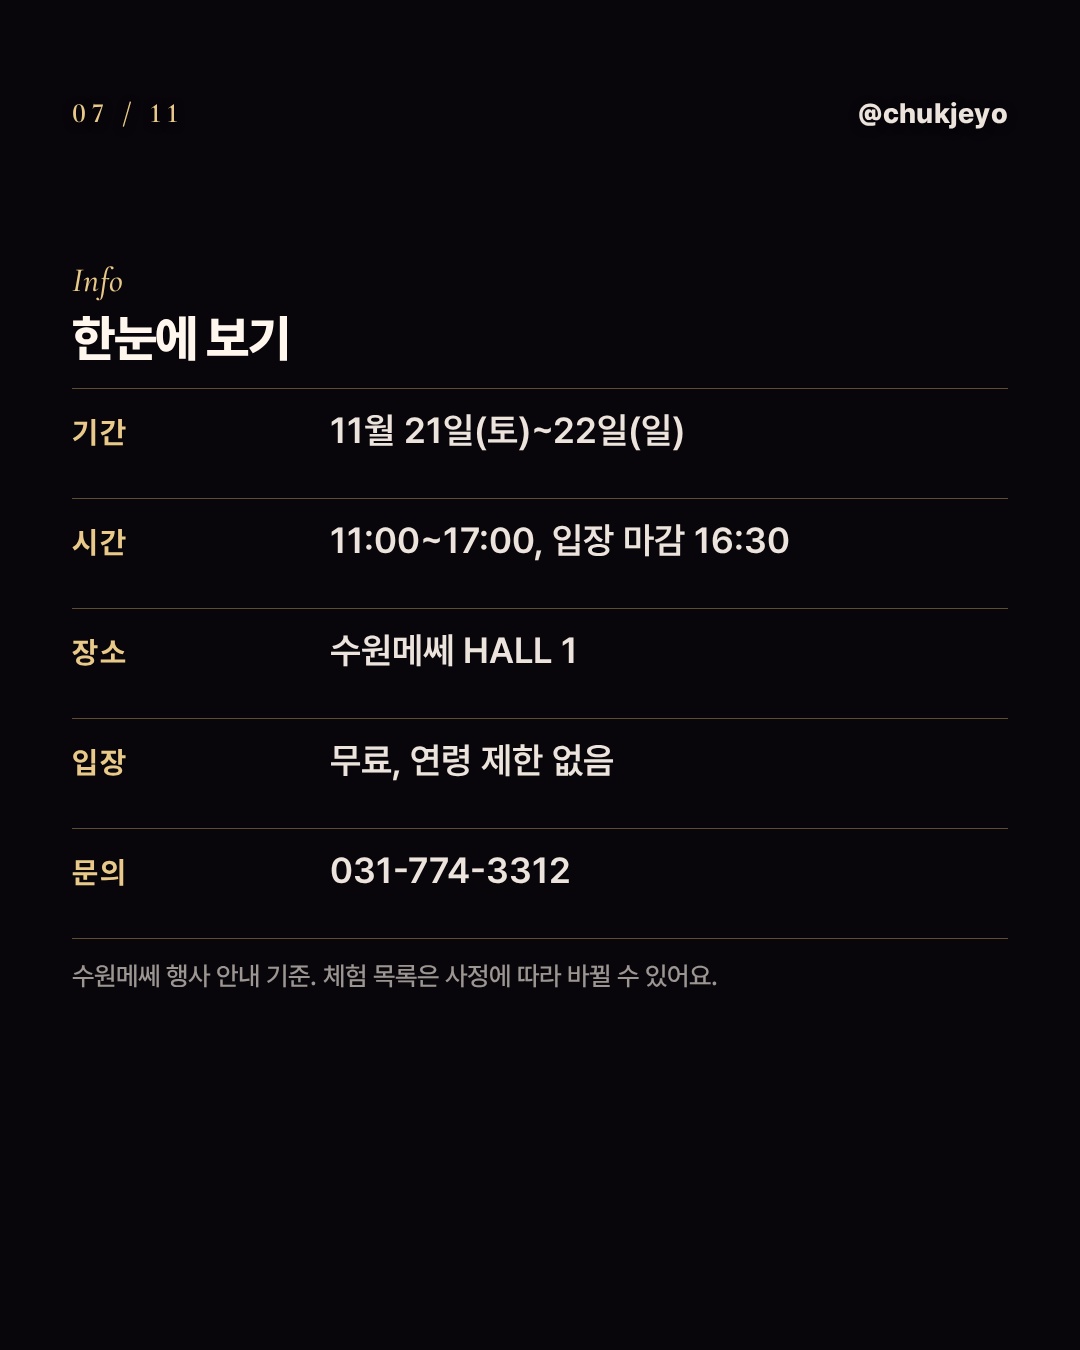 07 / 11
@chukjeyo
Info
한눈에 보기
기간
11월 21일(토)~22일(일)
시간
11:00~17:00, 입장 마감 16:30
장소
수원메쎄 HALL 1
입장
무료, 연령 제한 없음
문의
031-774-3312
수원메쎄 행사 안내 기준. 체험 목록은 사정에 따라 바뀔 수 있어요.